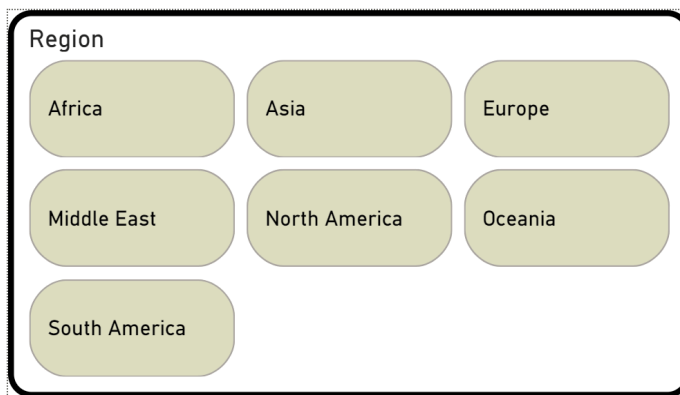 Region
Africa
Asia
Europe
Middle East
North America
Oceania
South America